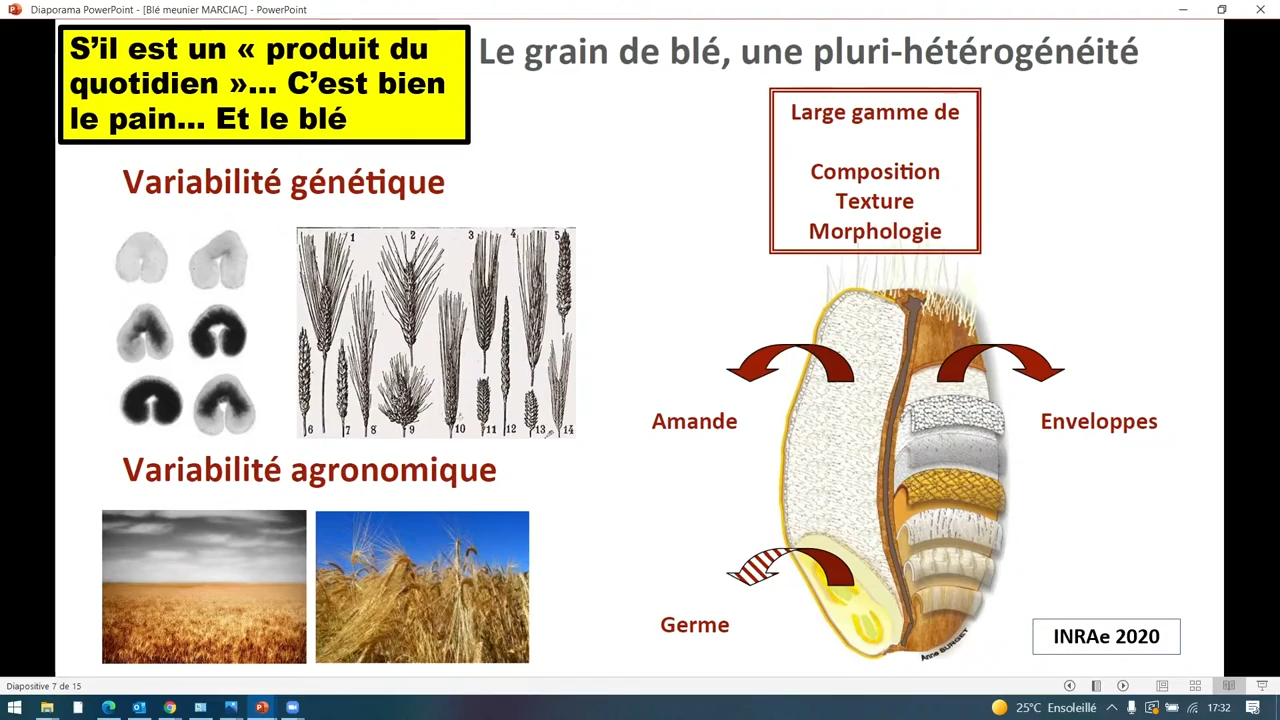 Diaporama PowerPoint - [Blé meunier MARCIAC] - PowerPoint
S’il est un « produit du
quotidien »... C’est bien
le pain... Et le blé
Le grain de blé, une pluri-hétérogénéité
Large gamme de
Composition
Texture
Morphologie
Variabilité génétique
1 2 3 4 5
6 7 8 9 10 11 12 13 14
Amande
Enveloppes
Variabilité agronomique
Germe
Anne BURGET
INRAe 2020
Diapositive 7 de 15
25°C Ensoleillé
17:32